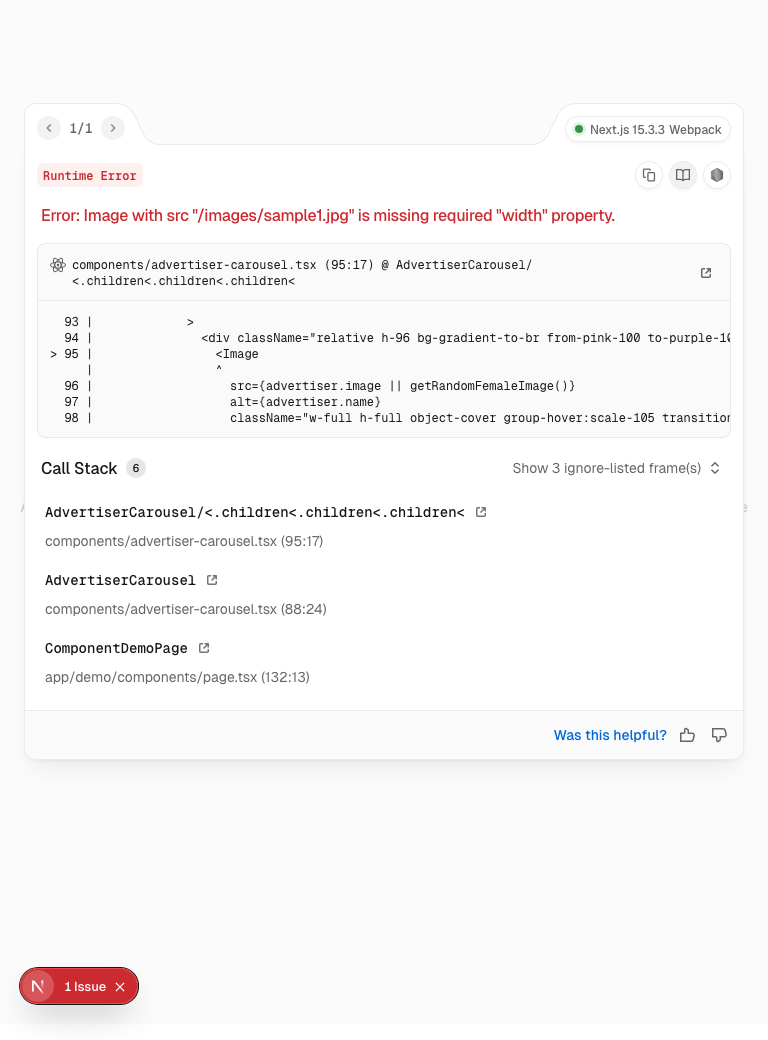 1/1
Next.js 15.3.3 Webpack
Runtime Error
Error: Image with src "/images/sample1.jpg" is missing required "width" property.
components/advertiser-carousel.tsx (95:17) @ AdvertiserCarousel/
<.children<.children<.children<
93 | >
94 | <div className="relative h-96 bg-gradient-to-br from-pink-100 to-purple-10
> 95 | <Image
| ^
96 | src={advertiser.image || getRandomFemaleImage()}
97 | alt={advertiser.name}
98 | className="w-full h-full object-cover group-hover:scale-105 transition
Call Stack 6
Show 3 ignore-listed frame(s)
AdvertiserCarousel/<.children<.children<.children<
components/advertiser-carousel.tsx (95:17)
AdvertiserCarousel
components/advertiser-carousel.tsx (88:24)
ComponentDemoPage
app/demo/components/page.tsx (132:13)
Was this helpful?
N 1 Issue